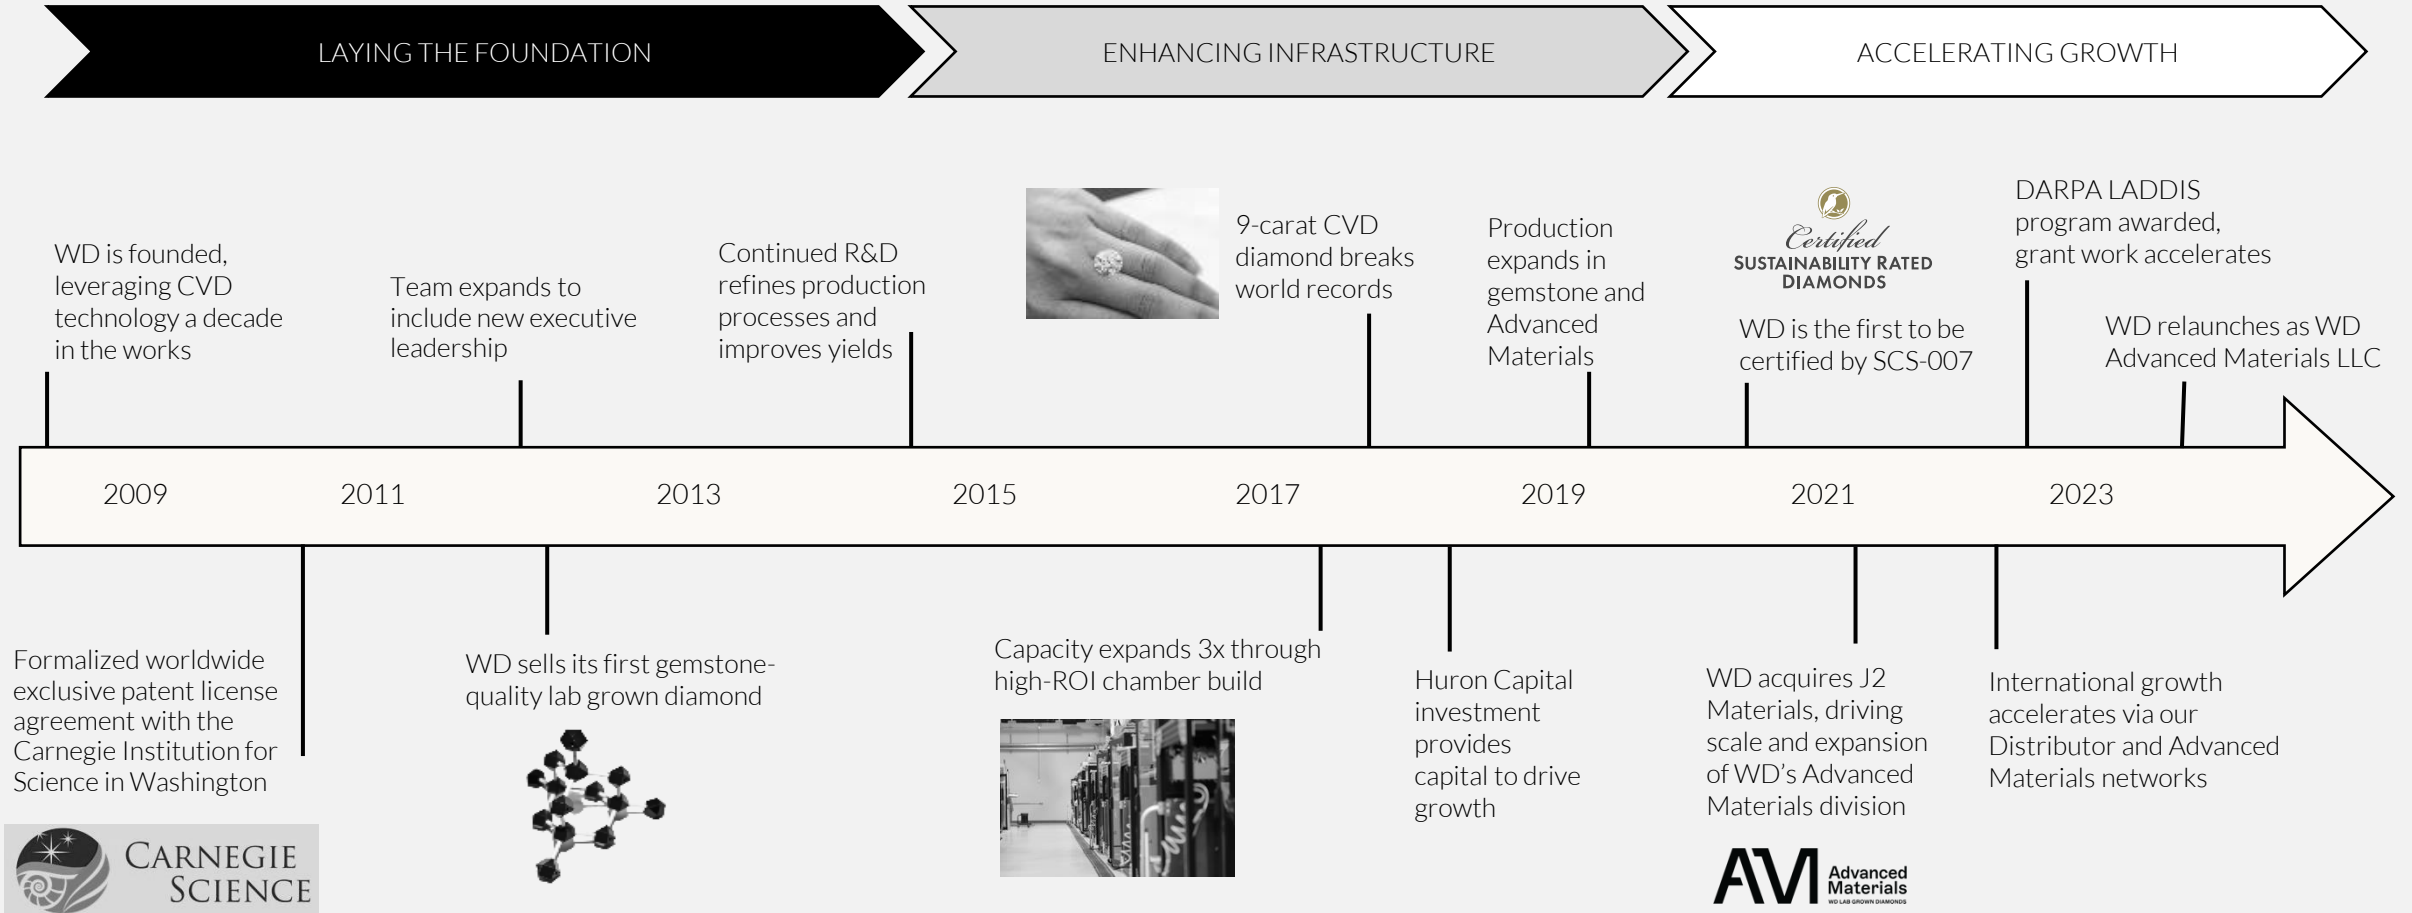 LAYING THE FOUNDATION
ENHANCING INFRASTRUCTURE
ACCELERATING GROWTH
WD is founded,
leveraging CVD
technology a decade
in the works
Team expands to
include new executive
leadership
Continued R&D
refines production
processes and
improves yields
9-carat CVD
diamond breaks
world records
Production
expands in
gemstone and
Advanced
Materials
Certified
SUSTAINABILITY RATED
DIAMONDS
WD is the first to be
certified by SCS-007
DARPA LADDIS
program awarded,
grant work accelerates
WD relaunches as WD
Advanced Materials LLC
2009
2011
2013
2015
2017
2019
2021
2023
Formalized worldwide
exclusive patent license
agreement with the
Carnegie Institution for
Science in Washington
CARNEGIE
SCIENCE
WD sells its first gemstone-
quality lab grown diamond
Capacity expands 3x through
high-ROI chamber build
Huron Capital
investment
provides
capital to drive
growth
WD acquires J2
Materials, driving
scale and expansion
of WD’s Advanced
Materials division
AM
Advanced
Materials
WD LAB GROWN DIAMONDS
International growth
accelerates via our
Distributor and Advanced
Materials networks